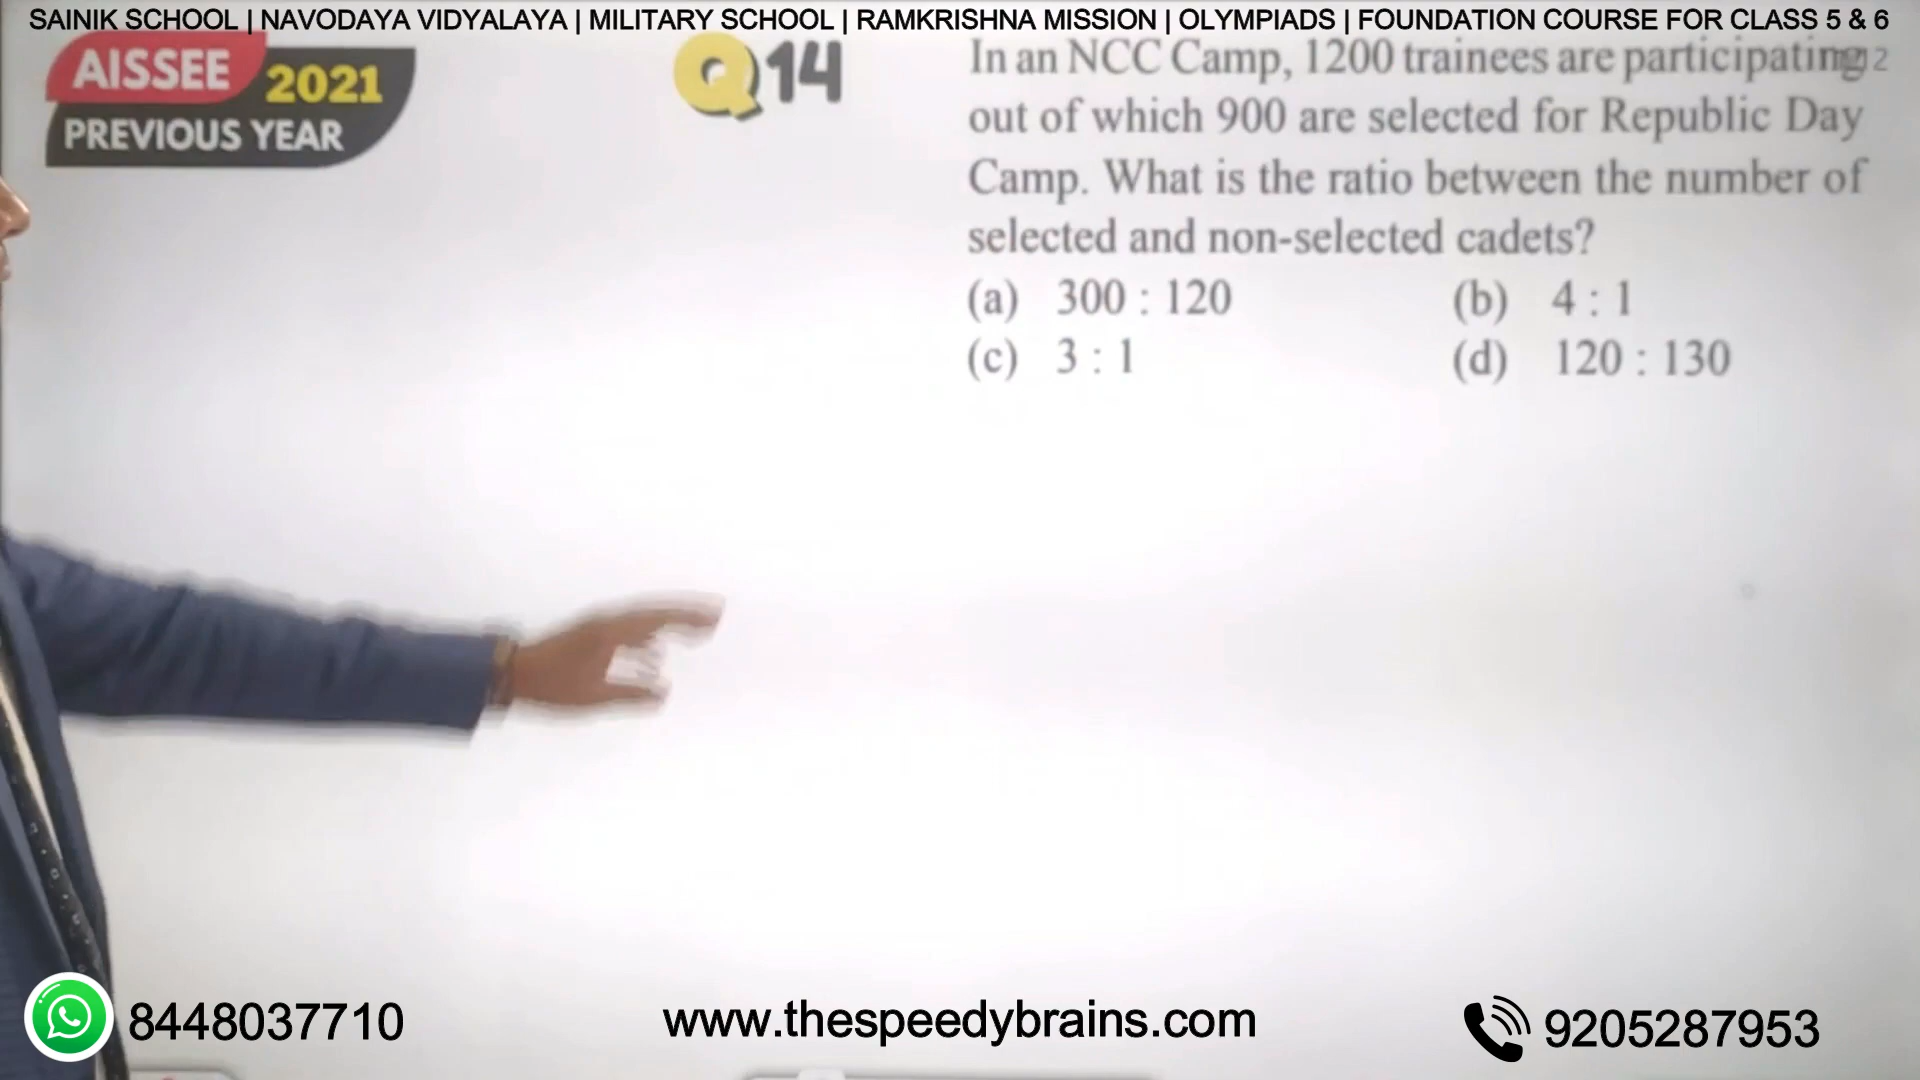 SAINIK SCHOOL | NAVODAYA VIDYALAYA | MILITARY SCHOOL | RAMKRISHNA MISSION | OLYMPIADS | FOUNDATION COURSE FOR CLASS 5 & 6
AISSEE 2021
PREVIOUS YEAR
Q14
In an NCC Camp, 1200 trainees are participating
out of which 900 are selected for Republic Day
Camp. What is the ratio between the number of
selected and non-selected cadets?
(a) 300 : 120 (b) 4 : 1
(c) 3 : 1 (d) 120 : 130
8448037710 www.thespeedybrains.com 9205287953